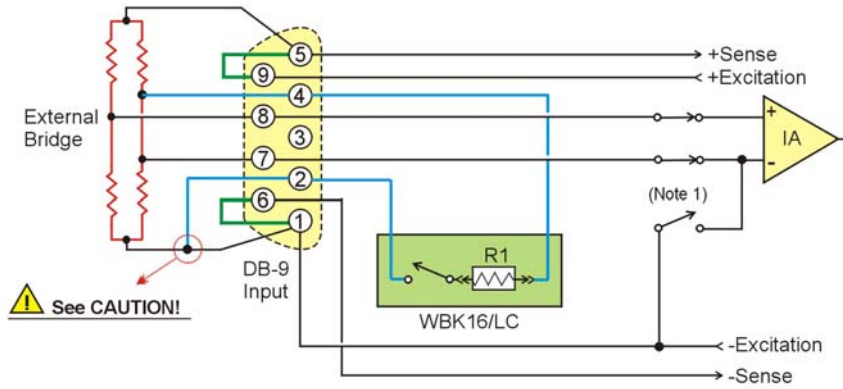 5
+Sense
9
+Excitation
4
External
Bridge
8
+
IA
3
7
-
2
(Note 1)
6
1
R1
DB-9
Input
! See CAUTION!
WBK16/LC
-Excitation
-Sense